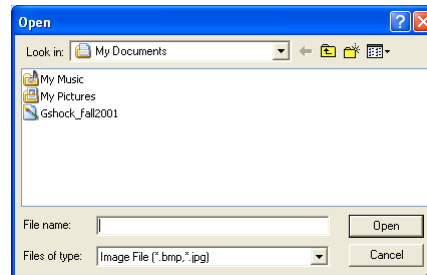 Open
Look in: My Documents
My Music
My Pictures
Gshock_fall2001
File name: Open
Files of type: Image File (*.bmp,*.jpg) Cancel